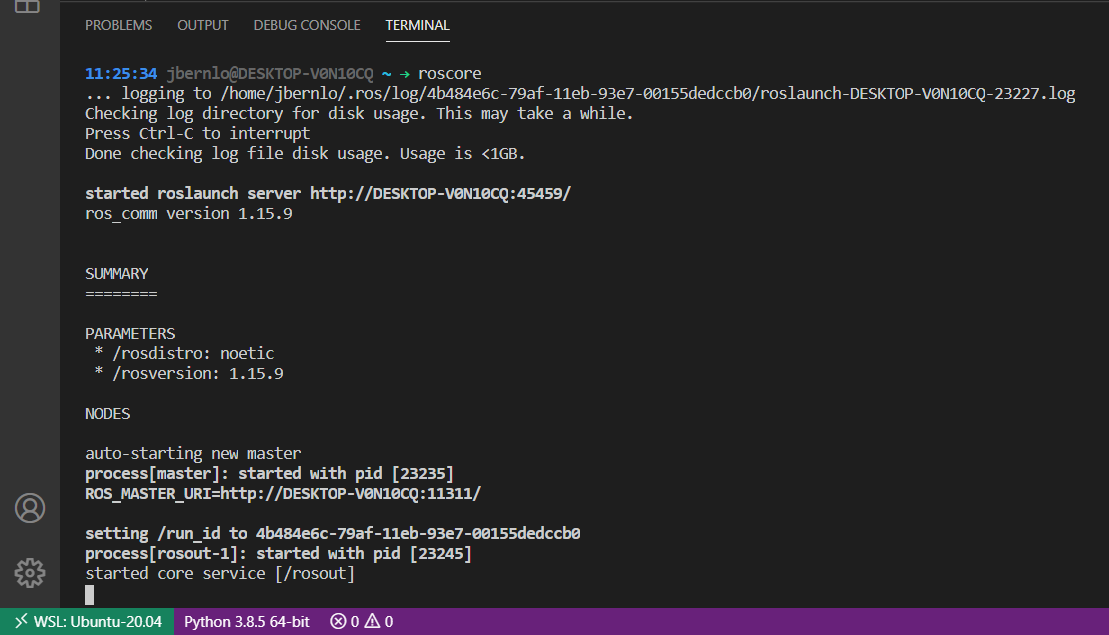 PROBLEMS OUTPUT DEBUG CONSOLE TERMINAL
11:25:34 jbernlo@DESKTOP-V0N10CQ ~ → roscore
... logging to /home/jbernlo/.ros/log/4b484e6c-79af-11eb-93e7-00155dedccb0/roslaunch-DESKTOP-V0N10CQ-23227.log
Checking log directory for disk usage. This may take a while.
Press Ctrl-C to interrupt
Done checking log file disk usage. Usage is <1GB.
started roslaunch server http://DESKTOP-V0N10CQ:45459/
ros_comm version 1.15.9
SUMMARY
========
PARAMETERS
* /rosdistro: noetic
* /rosversion: 1.15.9
NODES
auto-starting new master
process[master]: started with pid [23235]
ROS_MASTER_URI=http://DESKTOP-V0N10CQ:11311/
setting /run_id to 4b484e6c-79af-11eb-93e7-00155dedccb0
process[rosout-1]: started with pid [23245]
started core service [/rosout]
WSL: Ubuntu-20.04 Python 3.8.5 64-bit 0 0